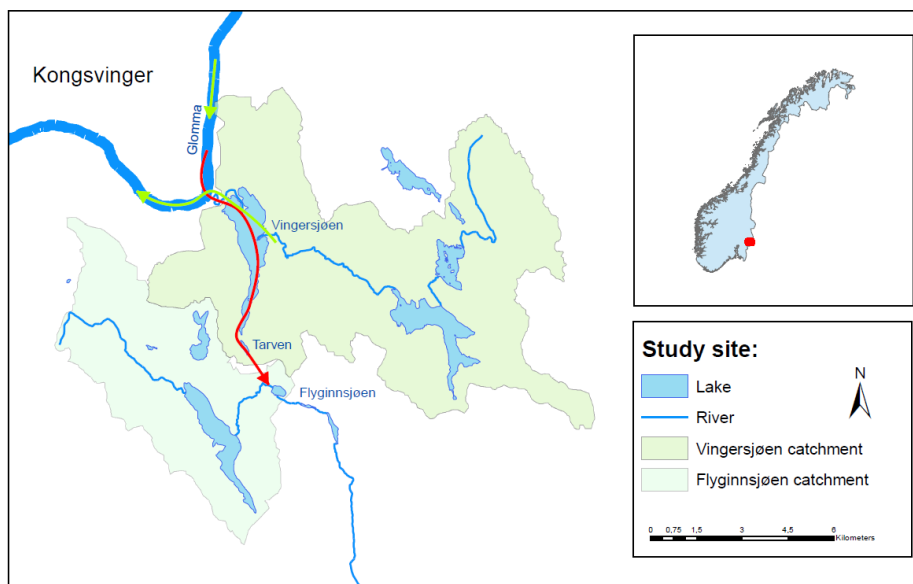 Kongsvinger
Glomma
Vingersjøen
Tarven
Flyginnsjøen
Study site:
Lake
N
River
Vingersjøen catchment
Flyginnsjøen catchment
0 0,75 1,5 3 4,5 6
Kilometers